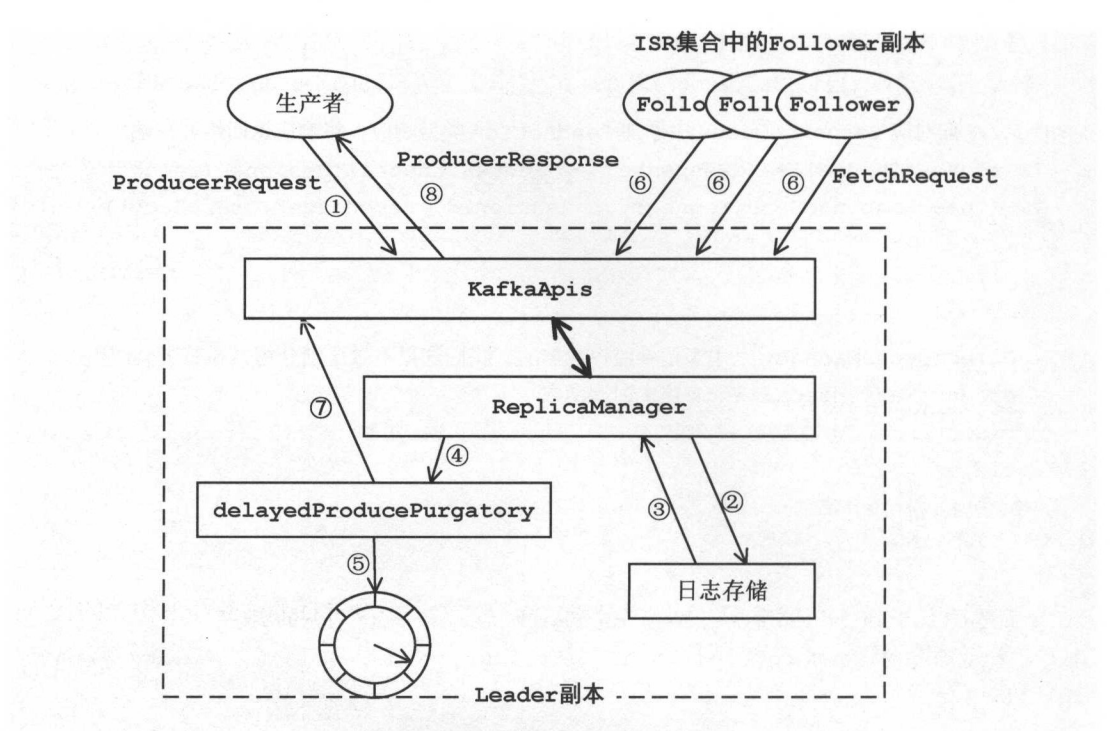 ISR集合中的Follower副本
生产者
Follo
Foll
Follower
ProducerRequest
①
⑧
ProducerResponse
⑥
⑥
⑥
FetchRequest
KafkaApis
⑦
ReplicaManager
④
③
②
delayedProducePurgatory
⑤
日志存储
Leader副本